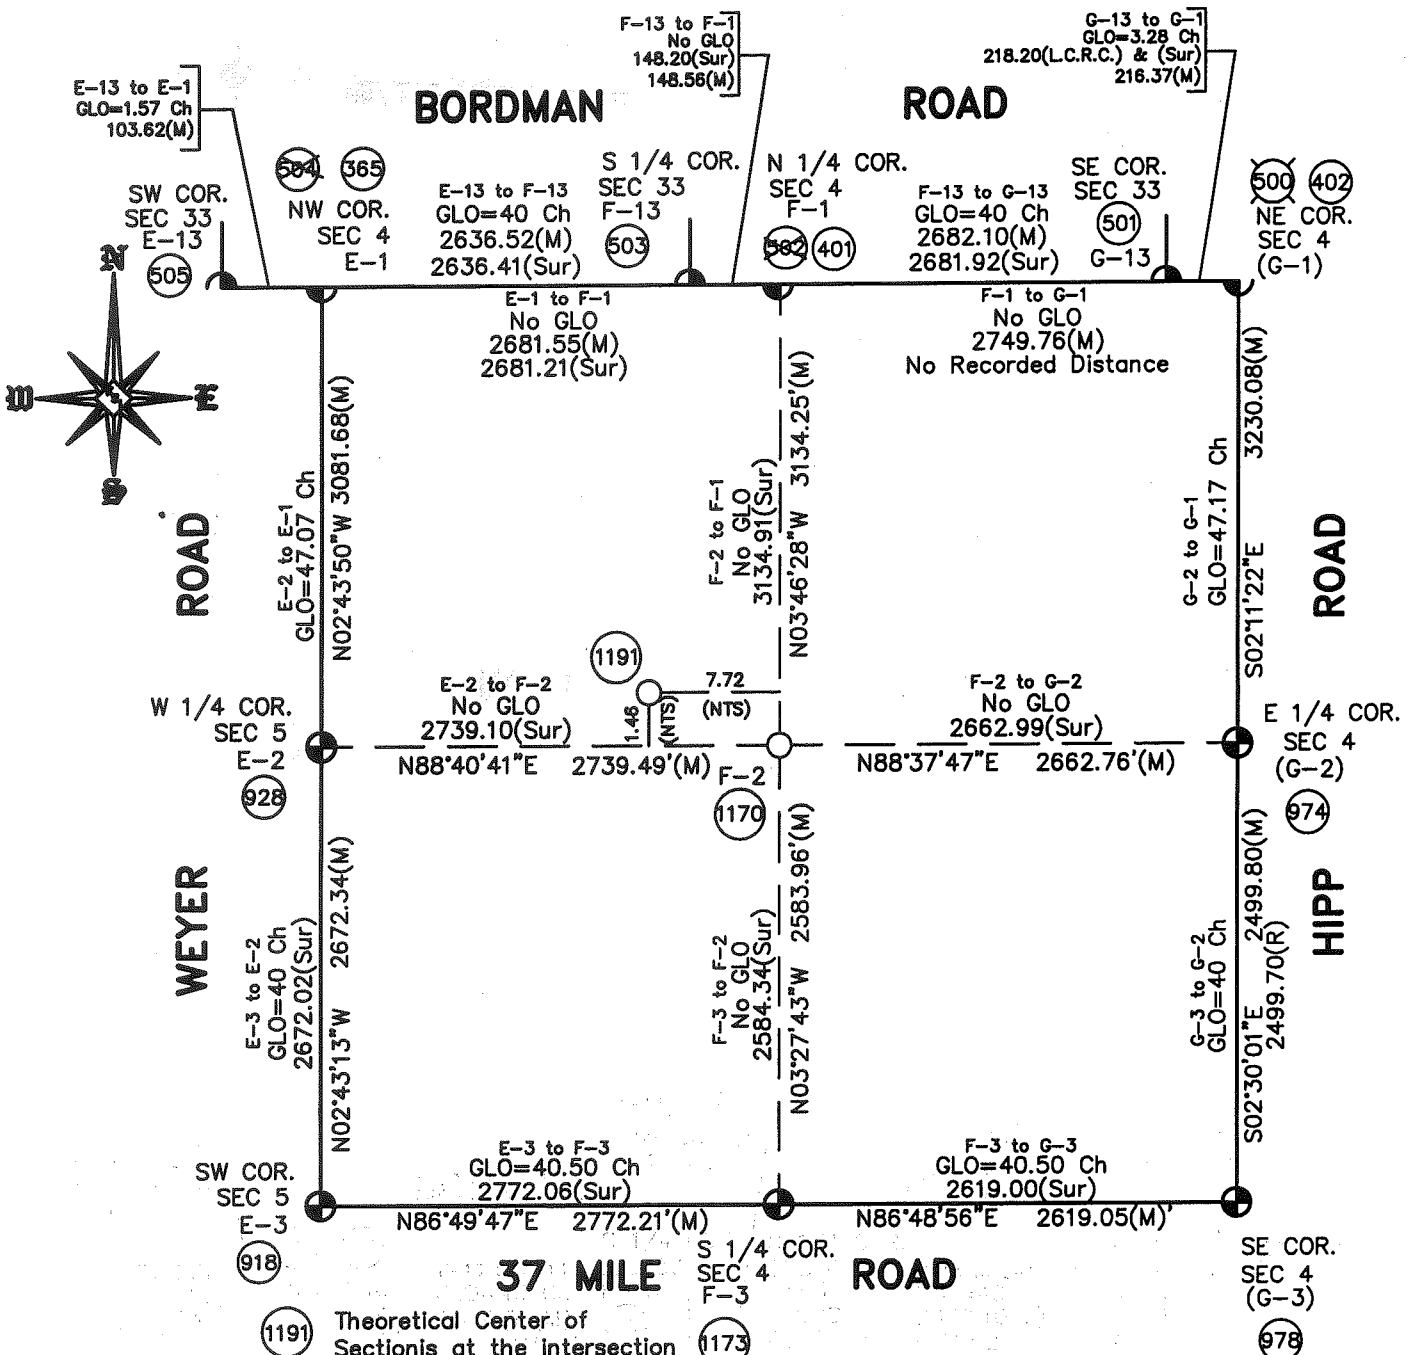 F-13 to F-1
No GLO
148.20(Sur)
148.56(M)
G-13 to G-1
GLO=3.28 Ch
218.20(L.C.R.C.) & (Sur)
216.37(M)
E-13 to E-1
GLO=1.57 Ch
103.62(M)
BORDMAN ROAD
504 365
NW COR.
SEC 4
E-1
SW COR.
SEC 33
E-13
505
E-13 to F-13
GLO=40 Ch
2636.52(M)
2636.41(Sur)
S 1/4 COR.
SEC 33
F-13
503
N 1/4 COR.
SEC 4
F-1
502 401
F-13 to G-13
GLO=40 Ch
2682.10(M)
2681.92(Sur)
SE COR.
SEC 33
501
G-13
500 402
NE COR.
SEC 4
(G-1)
N
W E
S
E-1 to F-1
No GLO
2681.55(M)
2681.21(Sur)
F-1 to G-1
No GLO
2749.76(M)
No Recorded Distance
WEYER ROAD
E-2 to E-1
GLO=47.07 Ch
N02°43'50"W 3081.68(M)
F-2 to F-1
No GLO
3134.91(Sur)
N03°46'28"W 3134.25'(M)
G-2 to G-1
GLO=47.17 Ch
S02°11'22"E 3230.08(M)
HIPP ROAD
1191
7.72
(NTS)
1.46
(NTS)
W 1/4 COR.
SEC 5
E-2
928
E-2 to F-2
No GLO
2739.10(Sur)
N88°40'41"E 2739.49'(M)
F-2
1170
F-2 to G-2
No GLO
2662.99(Sur)
N88°37'47"E 2662.76'(M)
E 1/4 COR.
SEC 4
(G-2)
974
E-3 to E-2
GLO=40 Ch
2672.02(Sur)
N02°43'13"W 2672.34(M)
F-3 to F-2
No GLO
2584.34(Sur)
N03°27'43"W 2583.96'(M)
G-3 to G-2
GLO=40 Ch
S02°30'01"E 2499.80(M)
2499.70(R)
SW COR.
SEC 5
E-3
918
E-3 to F-3
GLO=40.50 Ch
2772.06(Sur)
N86°49'47"E 2772.21'(M)
F-3 to G-3
GLO=40.50 Ch
2619.00(Sur)
N86°48'56"E 2619.05(M)'
S 1/4 COR.
SEC 4
F-3
1173
37 MILE ROAD
SE COR.
SEC 4
(G-3)
978
1191 Theoretical Center of
Sectionis at the intersection